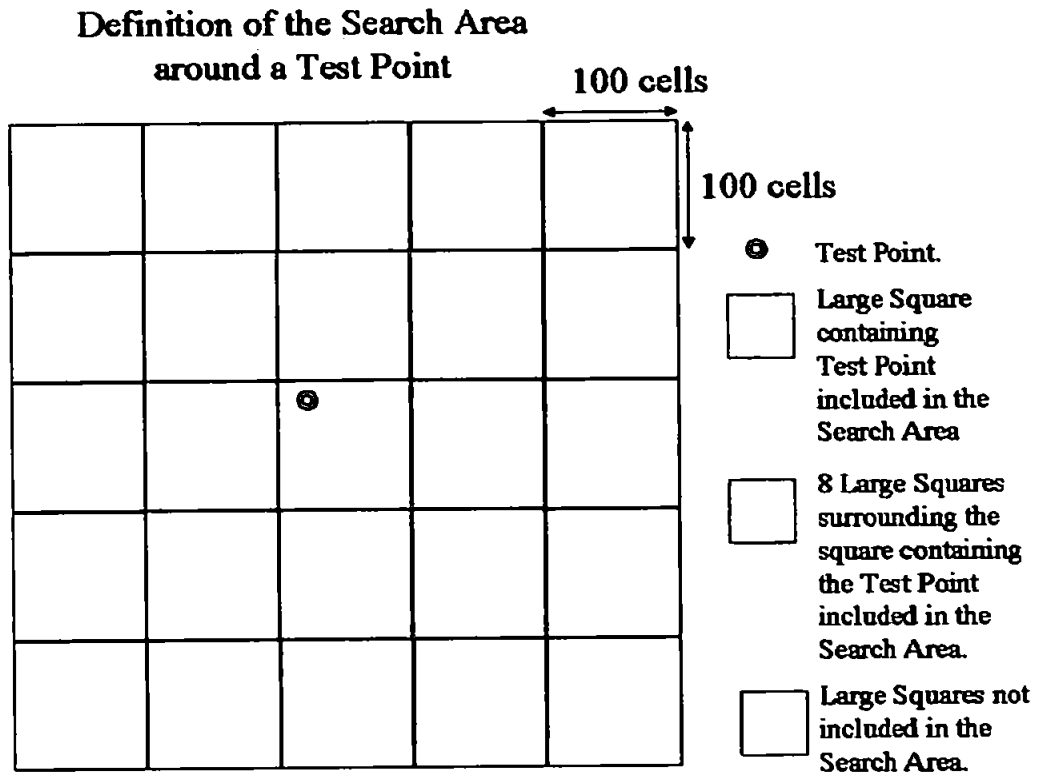 Definition of the Search Area
around a Test Point
100 cells
100 cells
Test Point.
Large Square
containing
Test Point
included in the
Search Area
8 Large Squares
surrounding the
square containing
the Test Point
included in the
Search Area.
Large Squares not
included in the
Search Area.